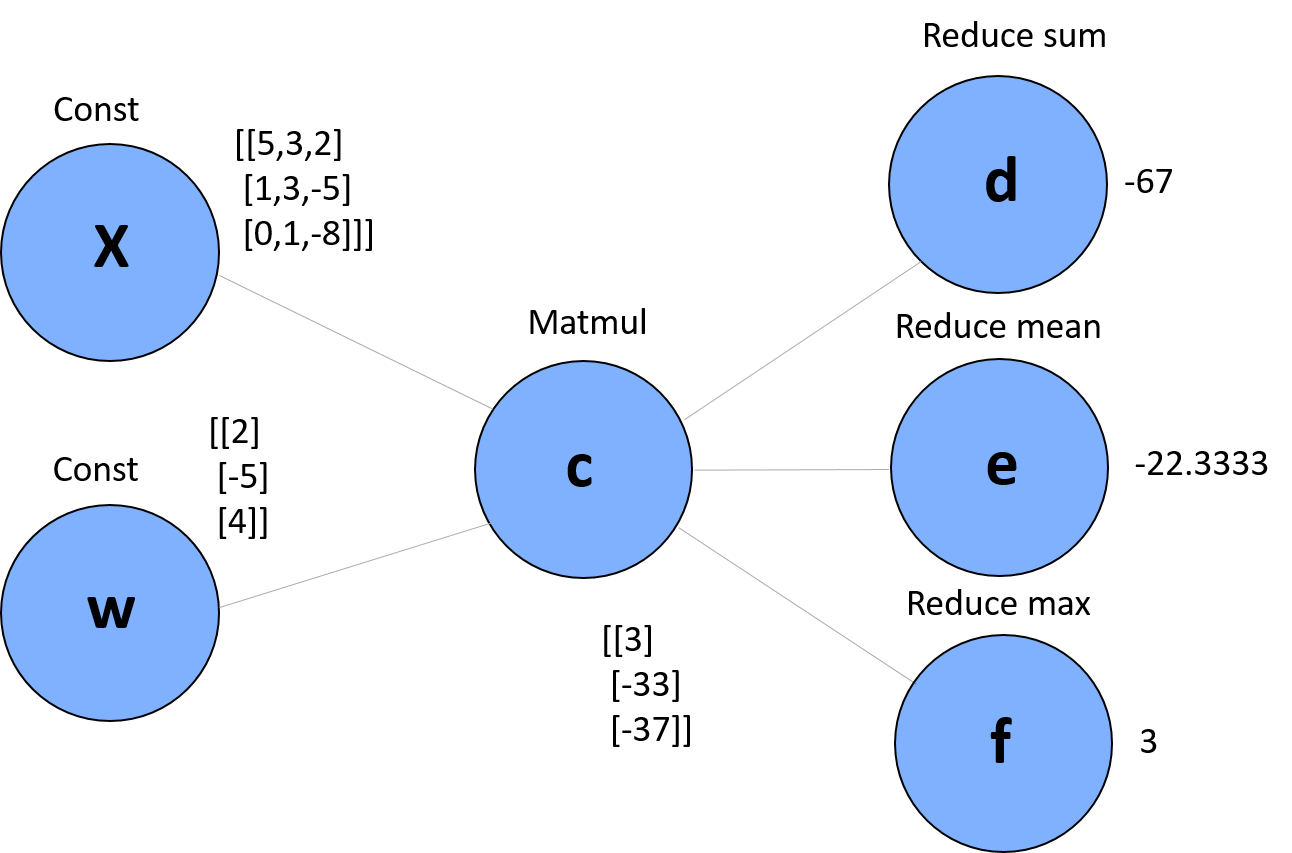 Const
X
[[5,3,2]
[1,3,-5]
[0,1,-8]]]
Const
w
[[2]
[-5]
[4]]
Matmul
c
[[3]
[-33]
[-37]]
Reduce sum
d
-67
Reduce mean
e
-22.3333
Reduce max
f
3